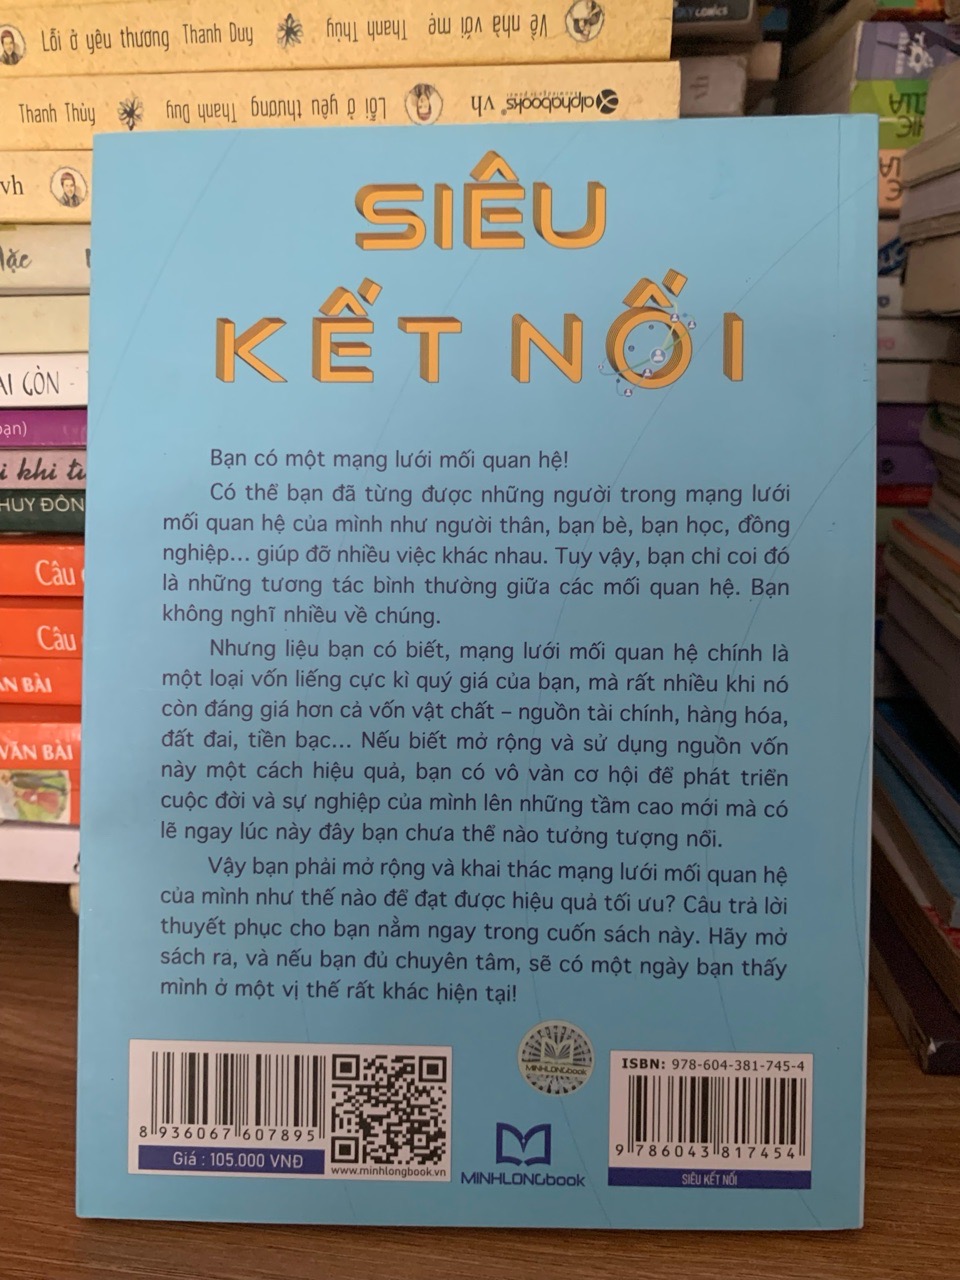 Lỗi ở yêu thương Thanh Duy
Về nhà với mẹ Thanh Thủy
Thanh Thủy
Lỗi ở yêu thương Thanh Duy
alphabooks vh
vh
SIÊU
KẾT NỐI
AI GÒN -
HUY ĐÔN
Câu
Câu
VĂN BÀI
Bạn có một mạng lưới mối quan hệ!
Có thể bạn đã từng được những người trong mạng lưới
mối quan hệ của mình như người thân, bạn bè, bạn học, đồng
nghiệp... giúp đỡ nhiều việc khác nhau. Tuy vậy, bạn chỉ coi đó
là những tương tác bình thường giữa các mối quan hệ. Bạn
không nghĩ nhiều về chúng.
Nhưng liệu bạn có biết, mạng lưới mối quan hệ chính là
một loại vốn liếng cực kì quý giá của bạn, mà rất nhiều khi nó
còn đáng giá hơn cả vốn vật chất – nguồn tài chính, hàng hóa,
đất đai, tiền bạc... Nếu biết mở rộng và sử dụng nguồn vốn
này một cách hiệu quả, bạn có vô vàn cơ hội để phát triển
cuộc đời và sự nghiệp của mình lên những tầm cao mới mà có
lẽ ngay lúc này đây bạn chưa thể nào tưởng tượng nổi.
Vậy bạn phải mở rộng và khai thác mạng lưới mối quan hệ
của mình như thế nào để đạt được hiệu quả tối ưu? Câu trả lời
thuyết phục cho bạn nằm ngay trong cuốn sách này. Hãy mở
sách ra, và nếu bạn đủ chuyên tâm, sẽ có một ngày bạn thấy
mình ở một vị thế rất khác hiện tại!
8 936067 607895
Giá : 105.000 VNĐ
www.minhlongbook.vn
MINHLONGbook
MINHLONGbook
ISBN: 978-604-381-745-4
9 786043 817454
SIÊU KẾT NỐI